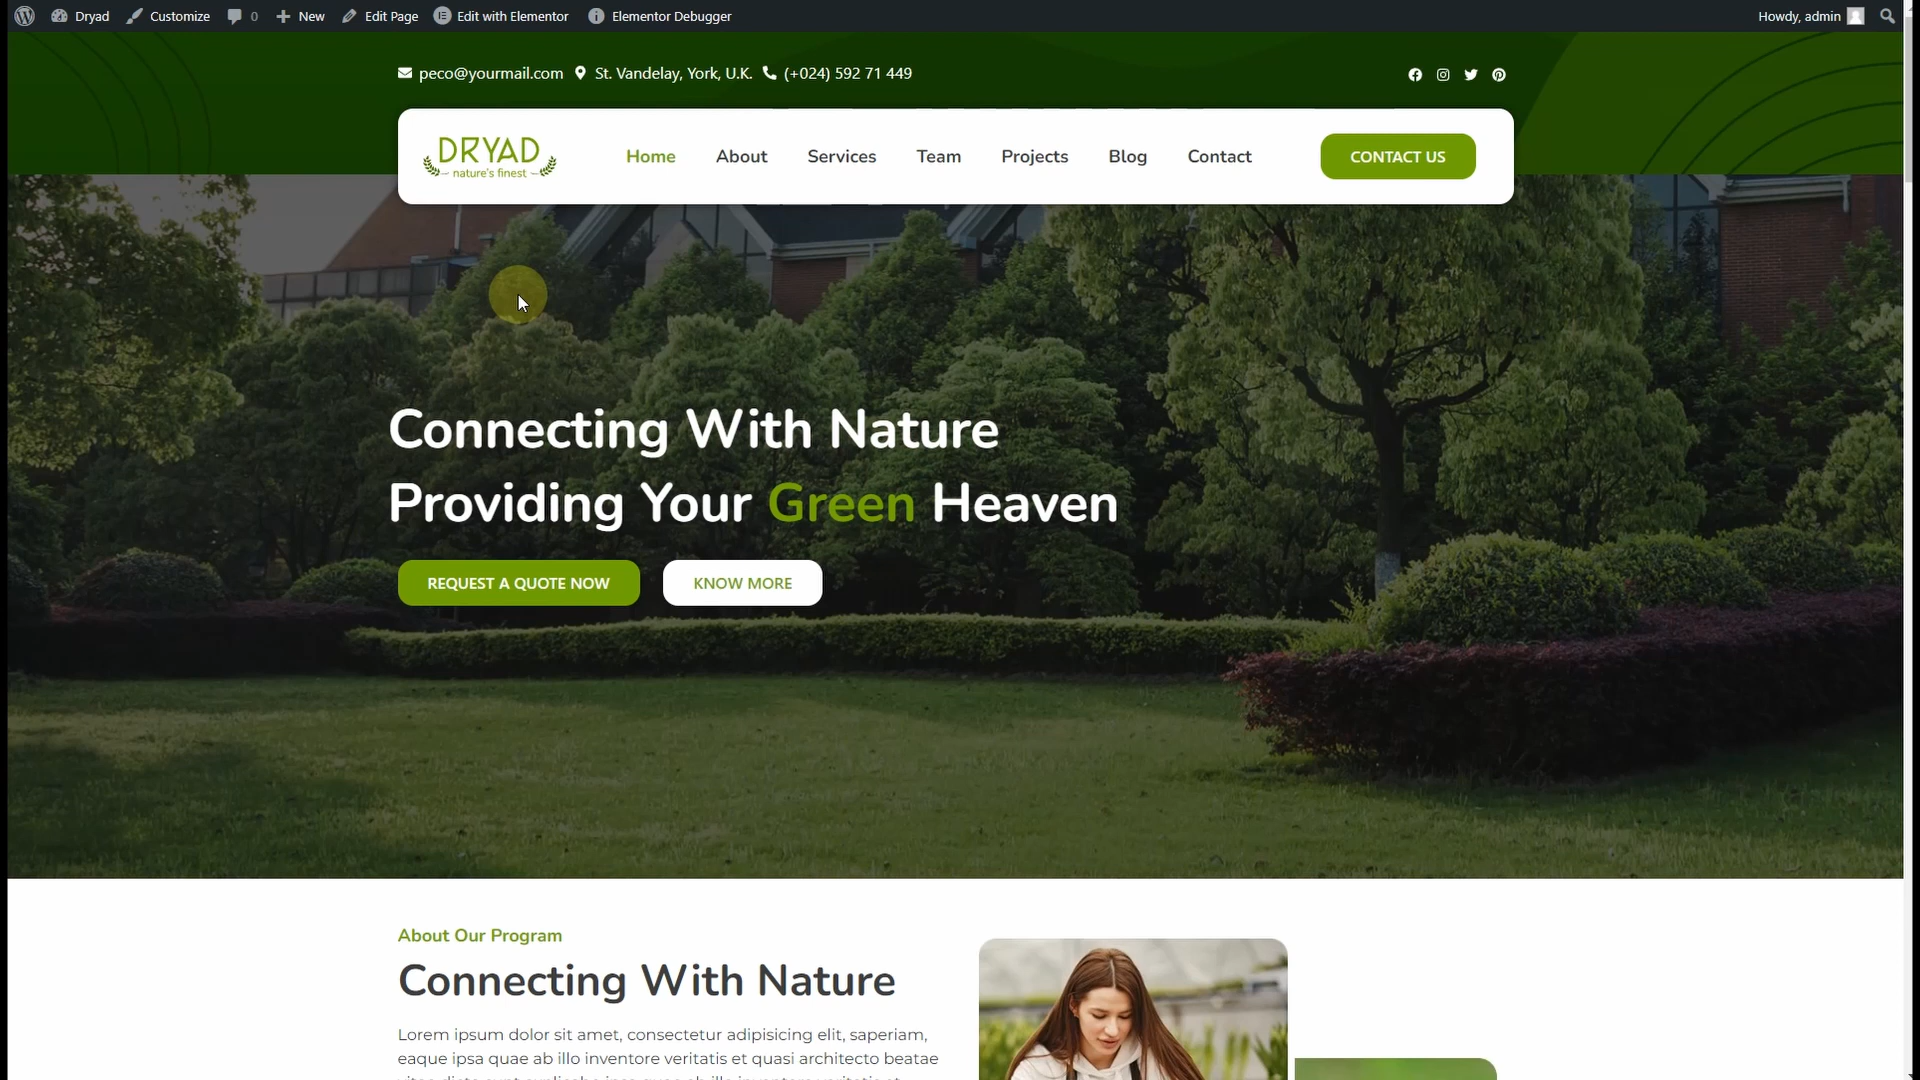 Dryad Customize 0 New Edit Page Edit with Elementor Elementor Debugger Howdy, admin
peco@yourmail.com St. Vandelay, York, U.K. (+024) 592 71 449
DRYAD
nature's finest
Home About Services Team Projects Blog Contact CONTACT US
Connecting With Nature
Providing Your Green Heaven
REQUEST A QUOTE NOW KNOW MORE
About Our Program
Connecting With Nature
Lorem ipsum dolor sit amet, consectetur adipisicing elit, saperiam,
eaque ipsa quae ab illo inventore veritatis et quasi architecto beatae